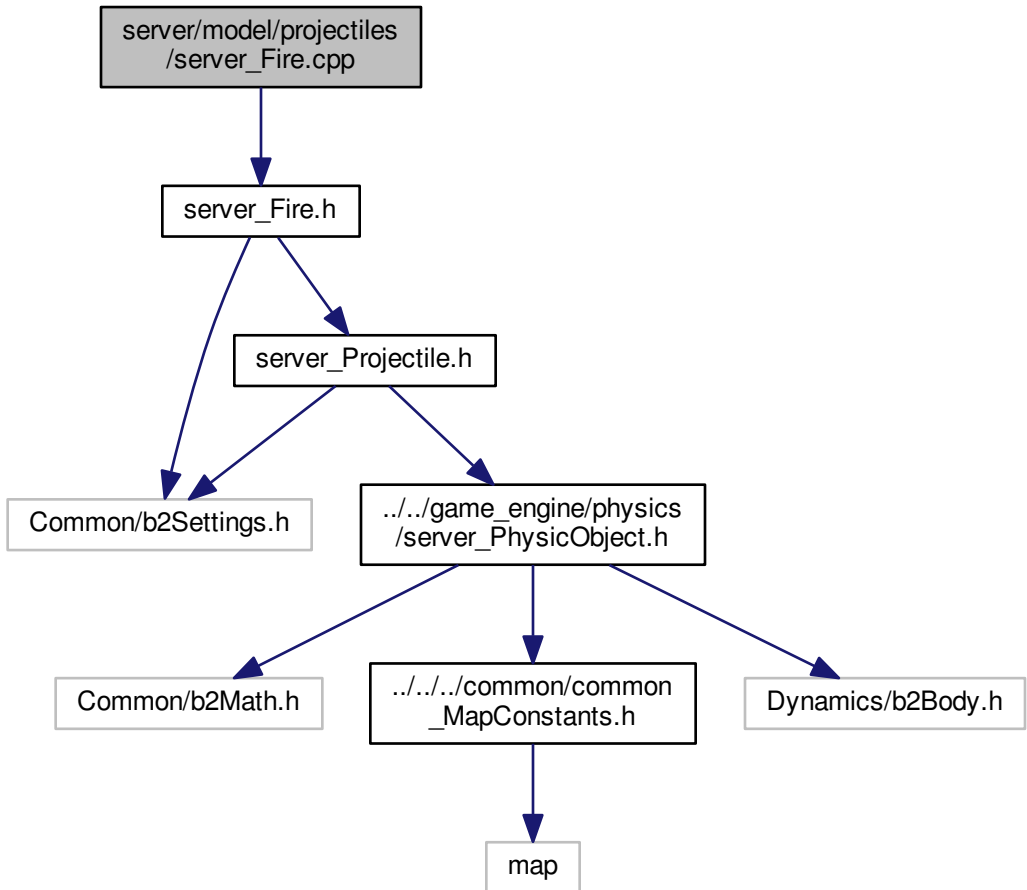 server/model/projectiles
/server_Fire.cpp
server_Fire.h
server_Projectile.h
Common/b2Settings.h
../../game_engine/physics
/server_PhysicObject.h
Common/b2Math.h
../../../common/common
_MapConstants.h
Dynamics/b2Body.h
map